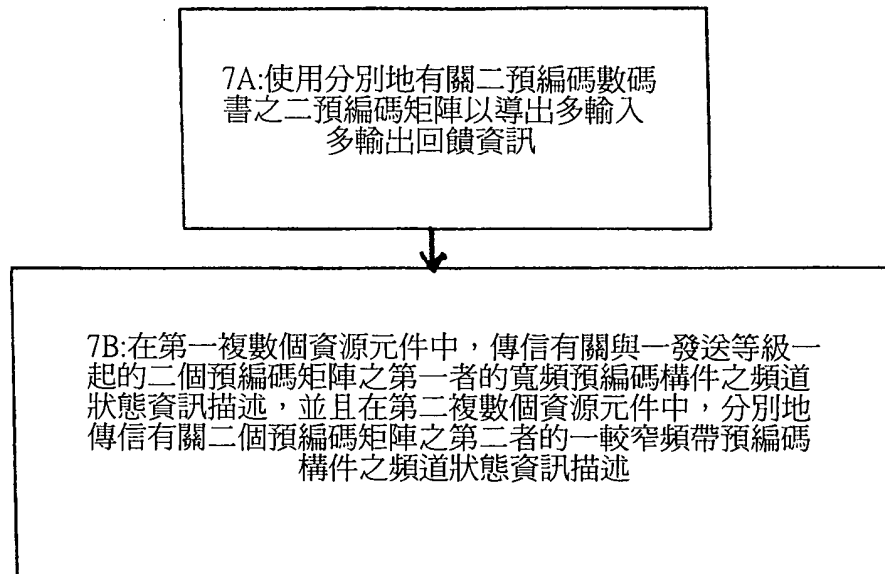 7A:使用分別地有關二預編碼數碼
書之二預編碼矩陣以導出多輸入
多輸出回饋資訊
7B:在第一複數個資源元件中，傳信有關與一發送等級一
起的二個預編碼矩陣之第一者的寬頻預編碼構件之頻道
狀態資訊描述，並且在第二複數個資源元件中，分別地
傳信有關二個預編碼矩陣之第二者的一較窄頻帶預編碼
構件之頻道狀態資訊描述